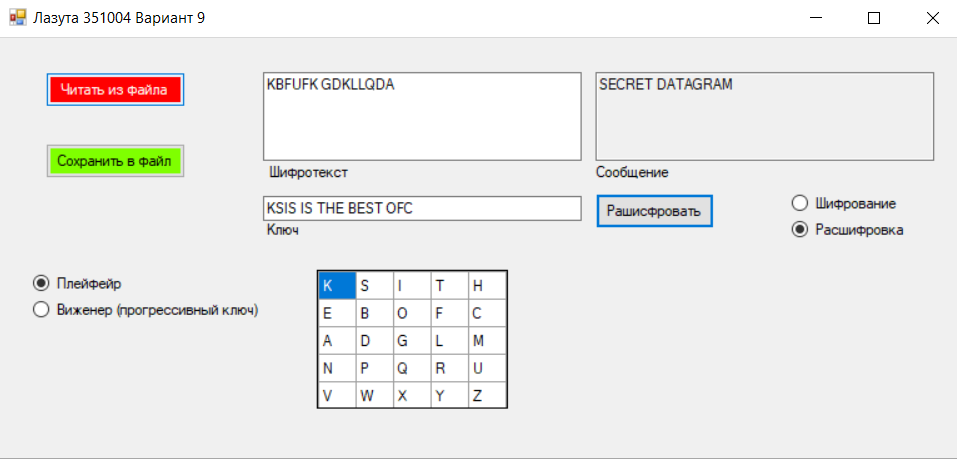 Лазута 351004 Вариант 9
Читать из файла
KBFUFK GDKLLQDA
SECRET DATAGRAM
Сохранить в файл
Шифротекст
Сообщение
KSIS IS THE BEST OFC
Рашисфровать
Шифрование
Ключ
Расшифровка
Плейфейр
Виженер (прогрессивный ключ)
K S I T H
E B O F C
A D G L M
N P Q R U
V W X Y Z